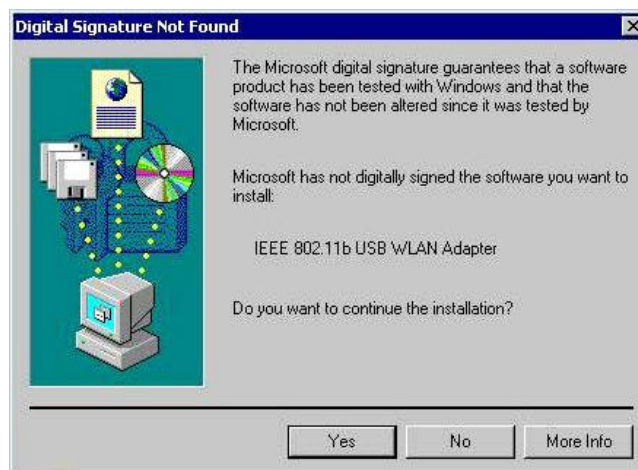 Digital Signature Not Found
The Microsoft digital signature guarantees that a software
product has been tested with Windows and that the
software has not been altered since it was tested by
Microsoft.
Microsoft has not digitally signed the software you want to
install:
IEEE 802.11b USB WLAN Adapter
Do you want to continue the installation?
Yes
No
More Info